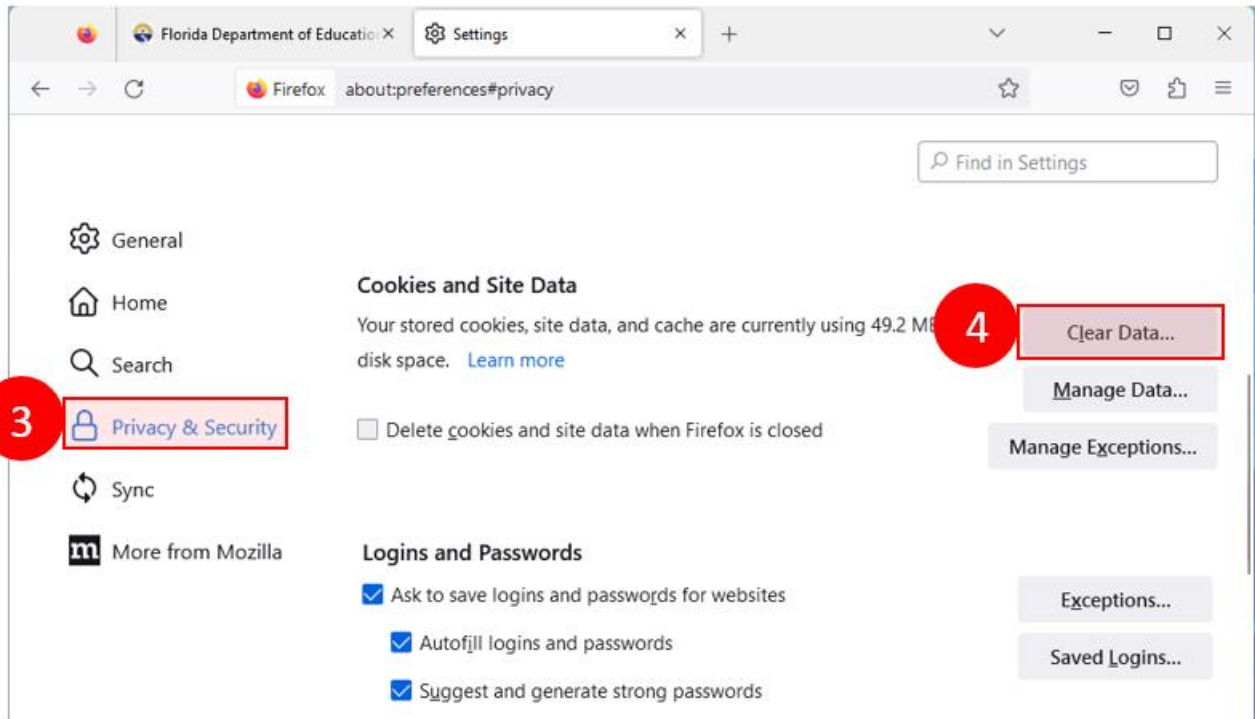 Florida Department of Educatio
Settings
Firefox about:preferences#privacy
Find in Settings
General
Home
Search
3
Privacy & Security
Sync
m More from Mozilla
Cookies and Site Data
Your stored cookies, site data, and cache are currently using 49.2 M
disk space. Learn more
Delete cookies and site data when Firefox is closed
4
Clear Data...
Manage Data...
Manage Exceptions...
Logins and Passwords
Ask to save logins and passwords for websites
Autofill logins and passwords
Suggest and generate strong passwords
Exceptions...
Saved Logins...